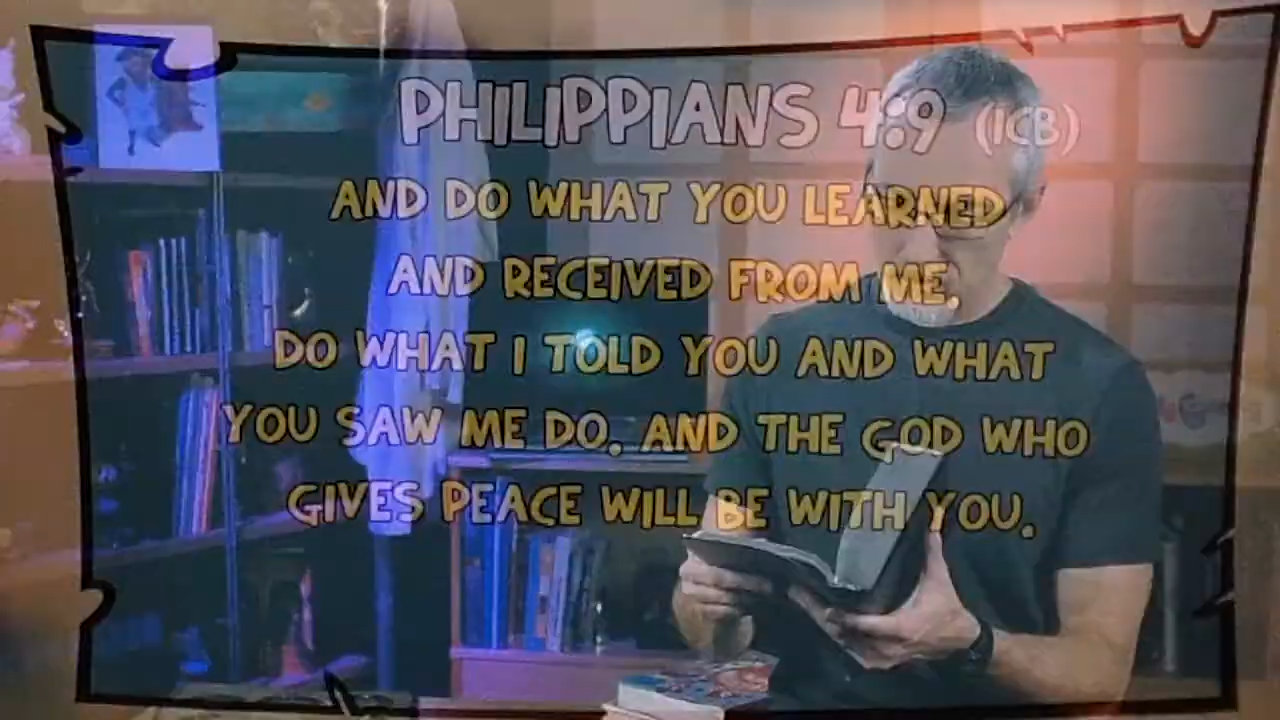 PHILIPPIANS 4:9 (ICB)
AND DO WHAT YOU LEARNED
AND RECEIVED FROM ME.
DO WHAT I TOLD YOU AND WHAT
YOU SAW ME DO. AND THE GOD WHO
GIVES PEACE WILL BE WITH YOU.